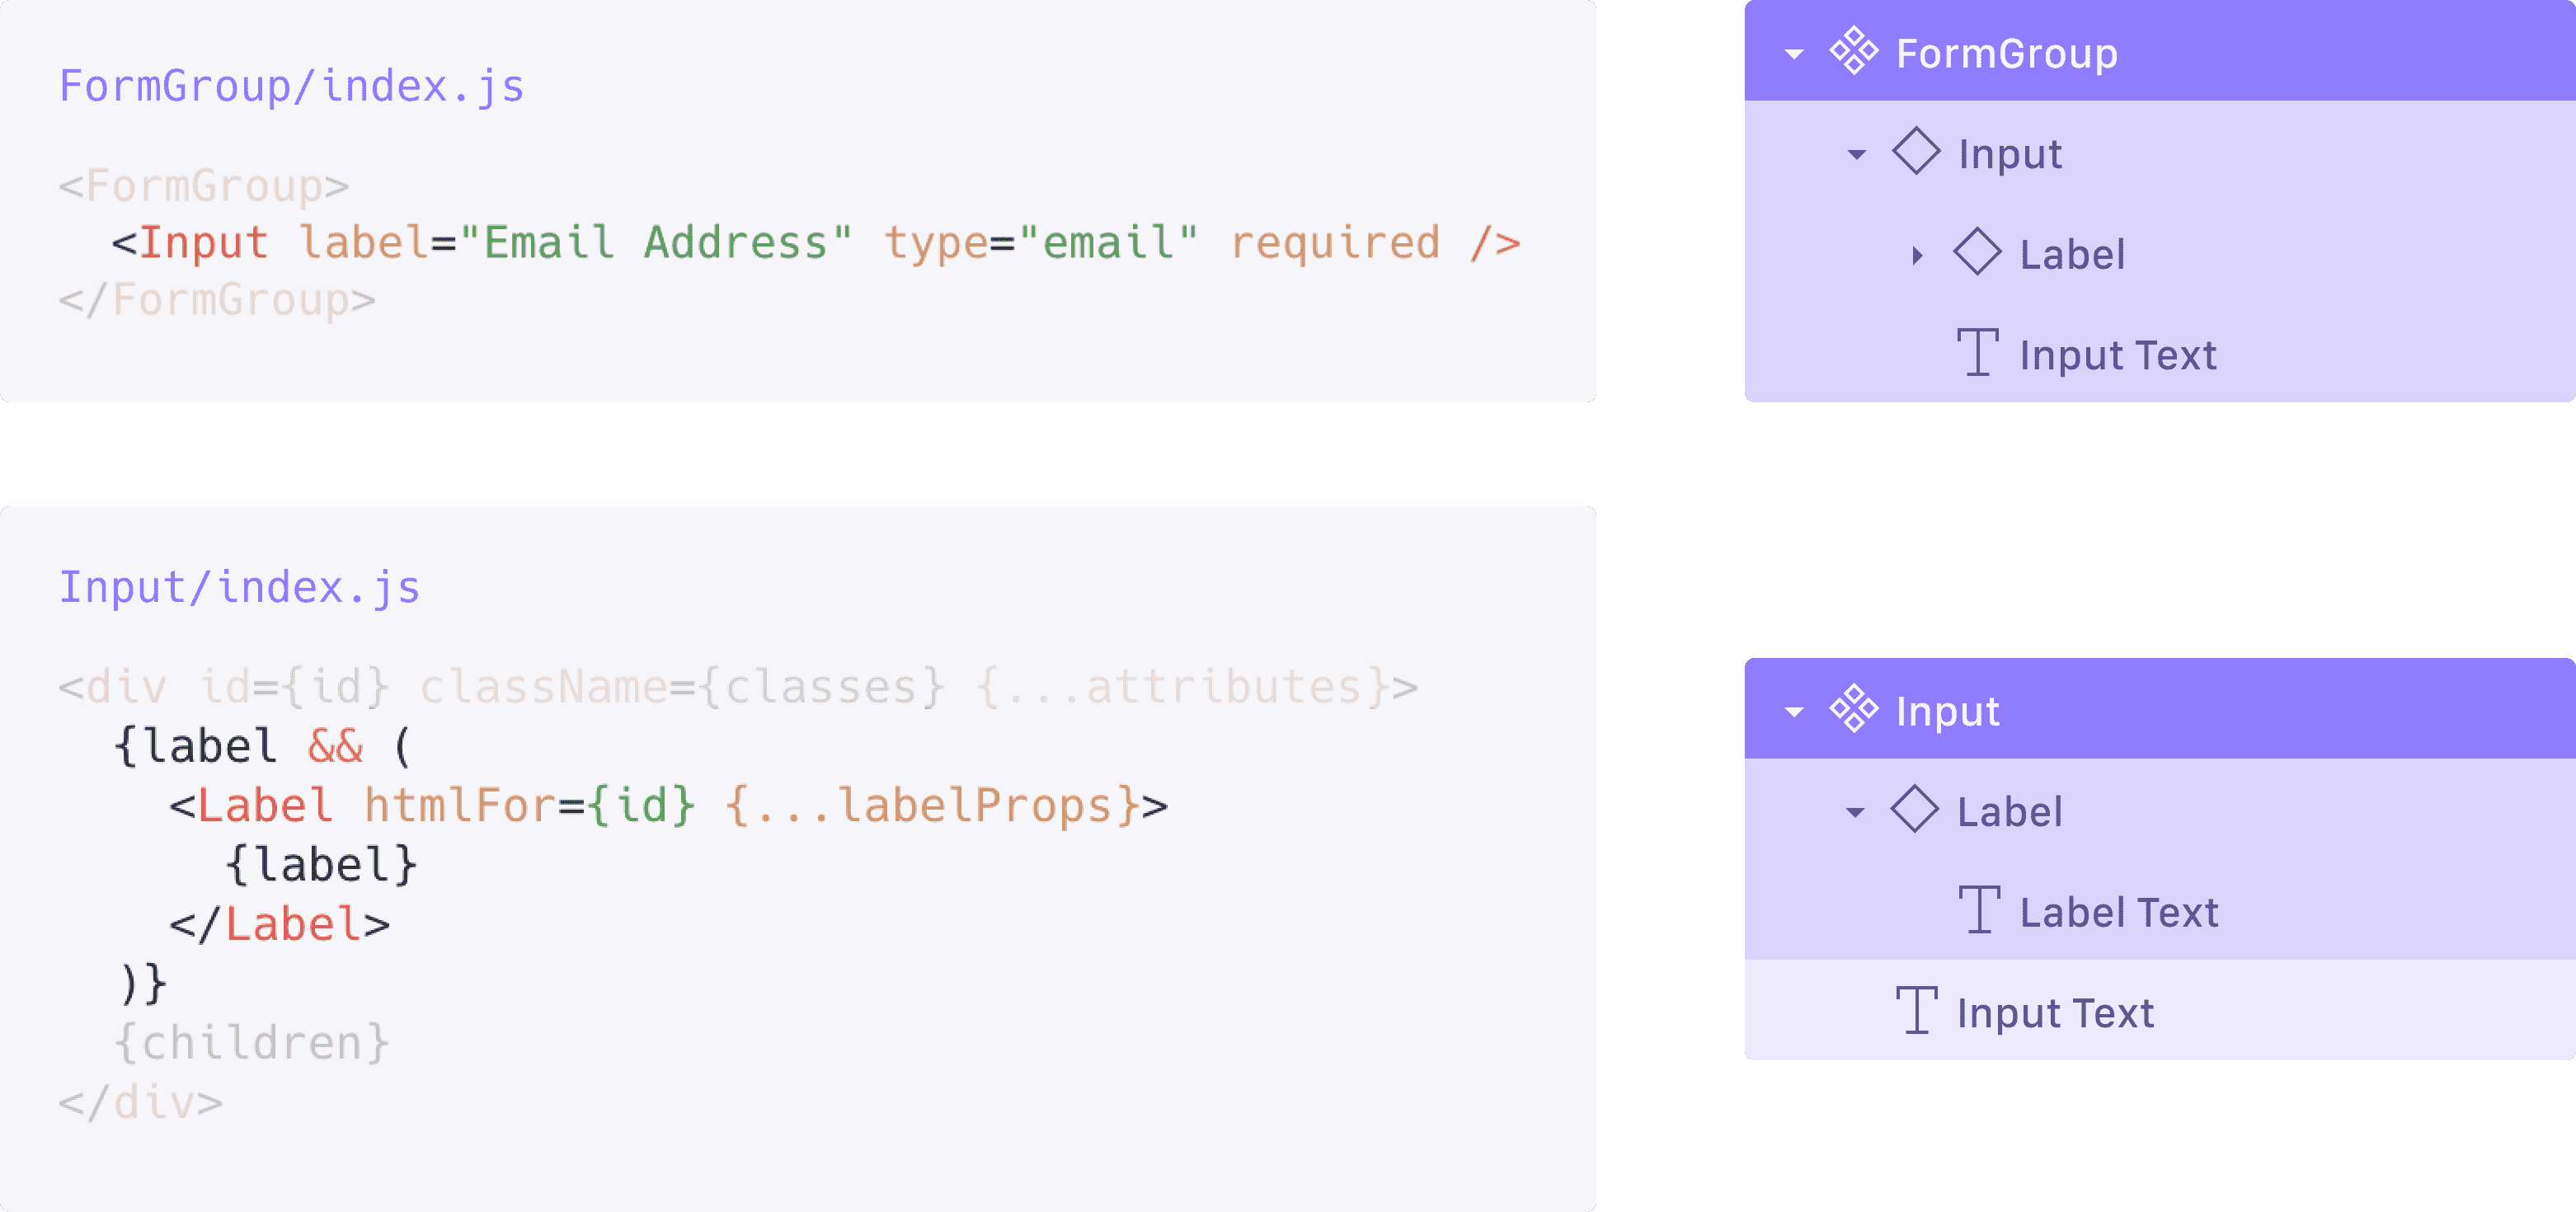 FormGroup/index.js
<FormGroup>
<Input label="Email Address" type="email" required />
</FormGroup>
FormGroup
Input
Label
Input Text
Input/index.js
<div id={id} className={classes} {...attributes}>
{label && (
<Label htmlFor={id} {...labelProps}>
{label}
</Label>
)}
{children}
</div>
Input
Label
Label Text
Input Text